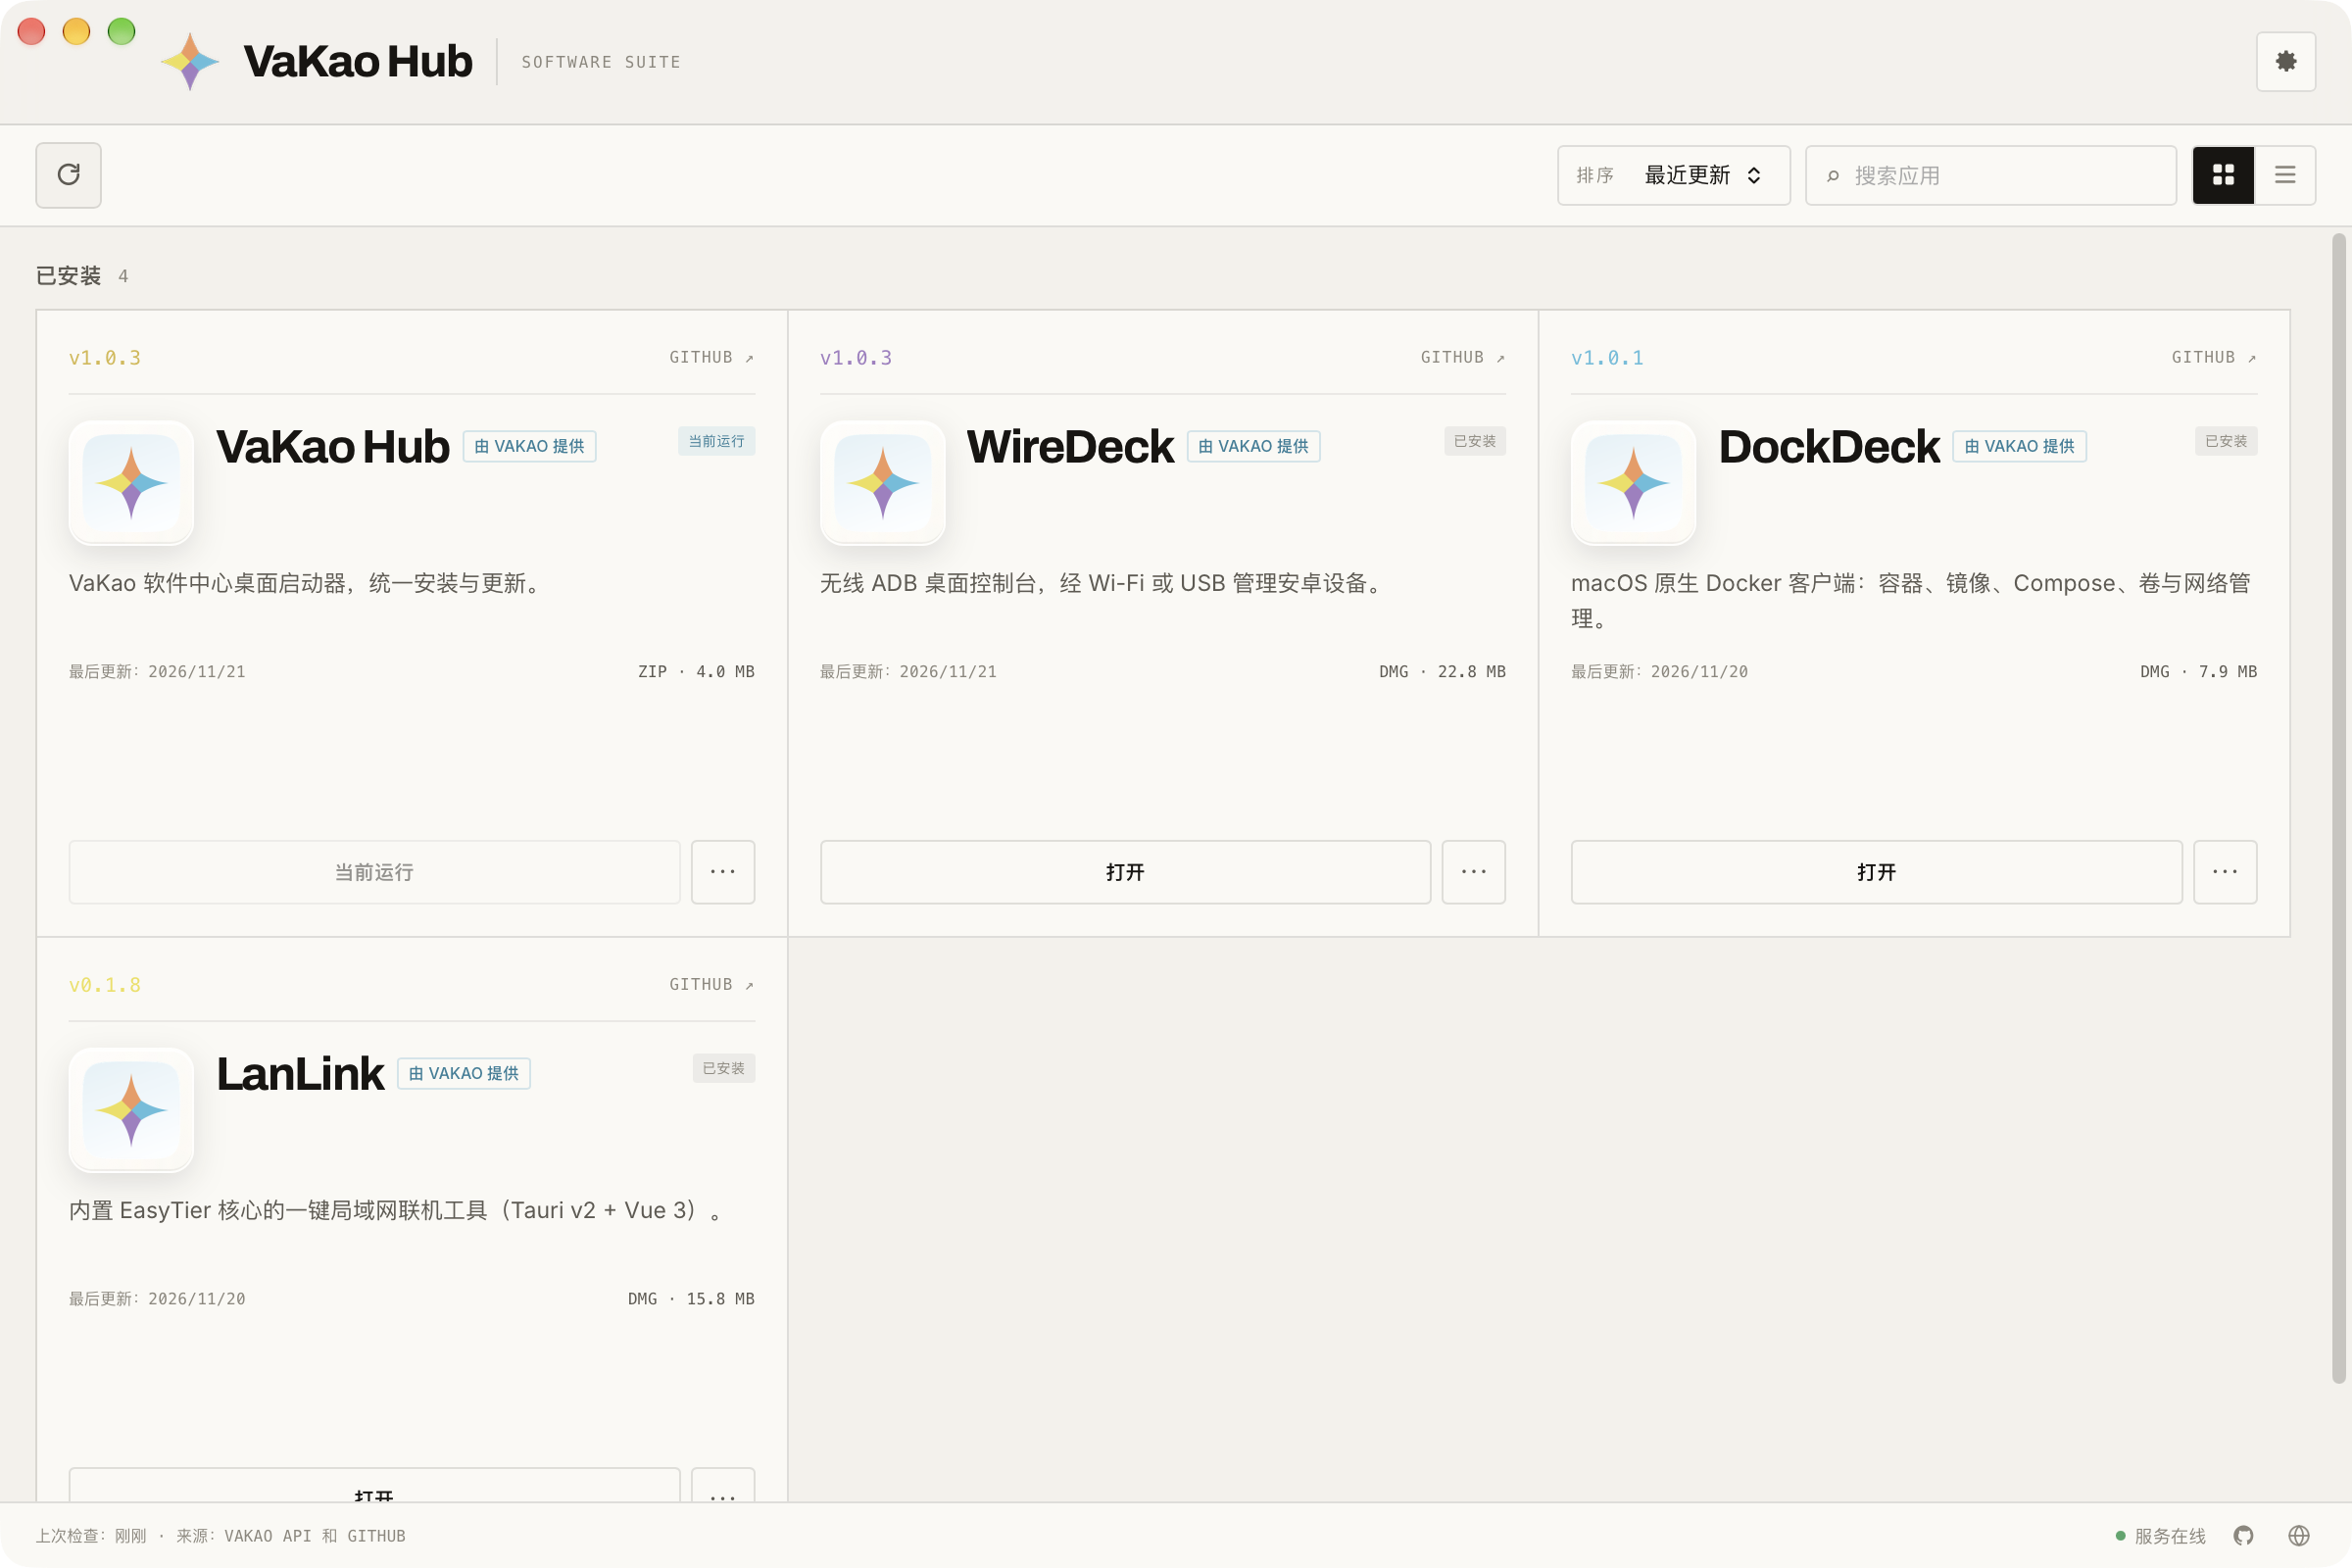 VaKao Hub
SOFTWARE SUITE
排序 最近更新
搜索应用
已安装 4
v1.0.3 GITHUB ↗
VaKao Hub 由 VAKAO 提供 当前运行
VaKao 软件中心桌面启动器，统一安装与更新。
最后更新：2026/11/21 ZIP · 4.0 MB
当前运行 ···
v1.0.3 GITHUB ↗
WireDeck 由 VAKAO 提供 已安装
无线 ADB 桌面控制台，经 Wi-Fi 或 USB 管理安卓设备。
最后更新：2026/11/21 DMG · 22.8 MB
打开 ···
v1.0.1 GITHUB ↗
DockDeck 由 VAKAO 提供 已安装
macOS 原生 Docker 客户端：容器、镜像、Compose、卷与网络管
理。
最后更新：2026/11/20 DMG · 7.9 MB
打开 ···
v0.1.8 GITHUB ↗
LanLink 由 VAKAO 提供 已安装
内置 EasyTier 核心的一键局域网联机工具（Tauri v2 + Vue 3）。
最后更新：2026/11/20 DMG · 15.8 MB
打开 ···
上次检查：刚刚 · 来源：VAKAO API 和 GITHUB
服务在线